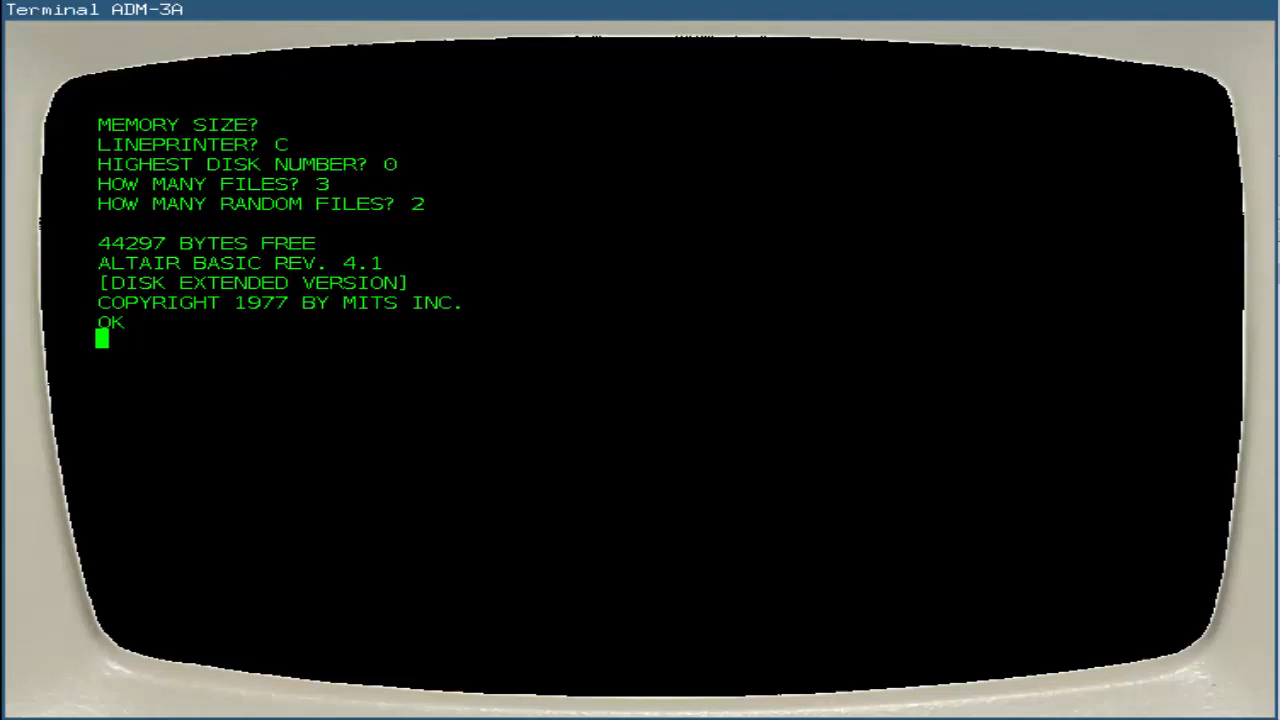 Terminal ADM-3A
MEMORY SIZE?
LINEPRINTER? C
HIGHEST DISK NUMBER? 0
HOW MANY FILES? 3
HOW MANY RANDOM FILES? 2
44297 BYTES FREE
ALTAIR BASIC REV. 4.1
[DISK EXTENDED VERSION]
COPYRIGHT 1977 BY MITS INC.
OK